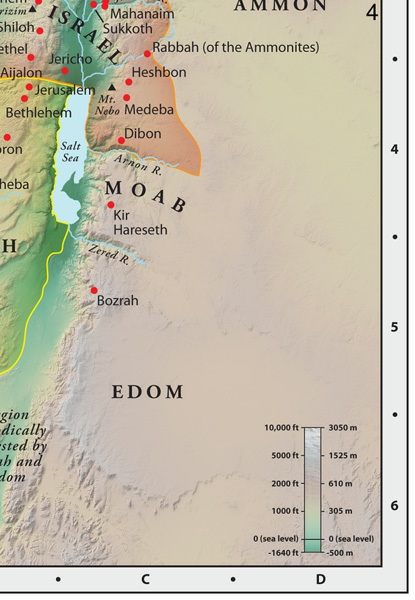 AMMON
4
ISRAEL
Mahanaim
Sukkoth
Shiloh
Rabbah (of the Ammonites)
Jericho
Aijalon
Heshbon
Jerusalem
Mt.
Nebo
Medeba
Bethlehem
Dibon
Salt
Sea
4
Arnon R.
MOAB
Kir
Hareseth
H
Zered R.
Bozrah
5
EDOM
10,000 ft
3050 m
5000 ft
1525 m
2000 ft
610 m
1000 ft
305 m
0 (sea level)
0 (sea level)
-1640 ft
-500 m
6
C
D